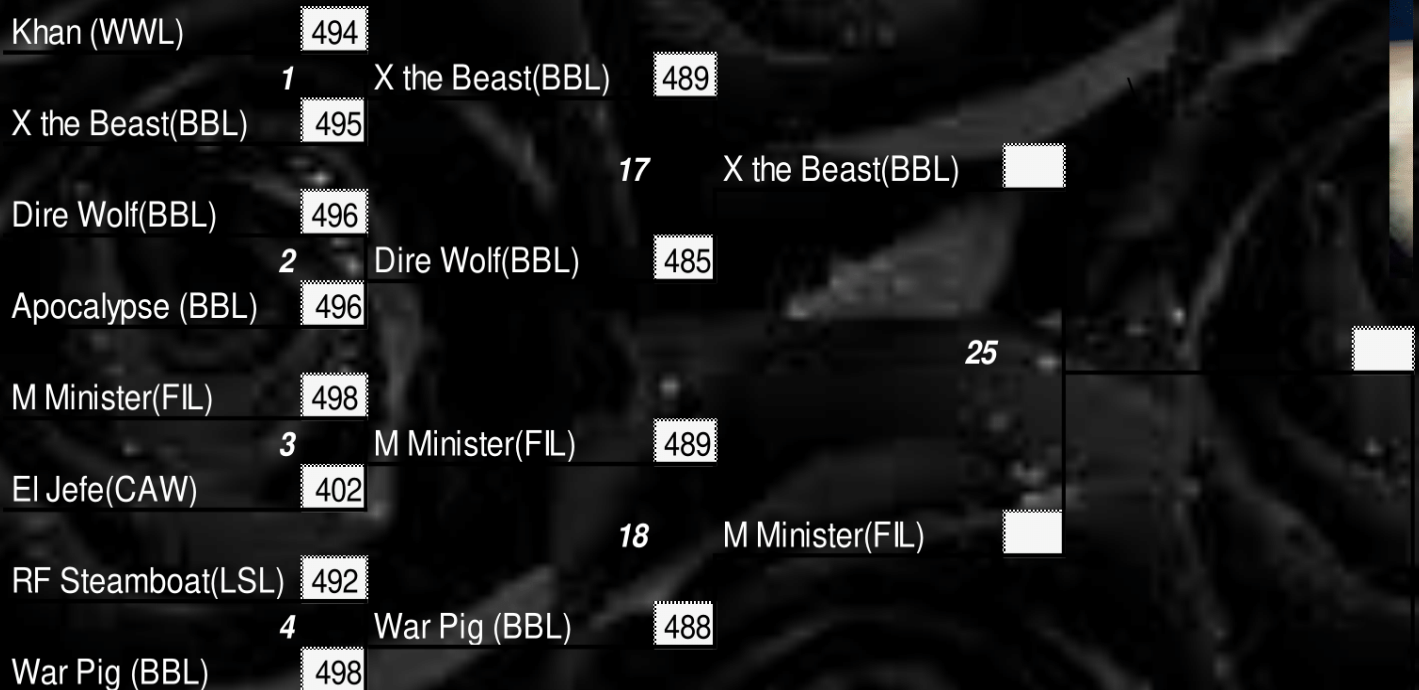 Khan (WWL) 494
1 X the Beast(BBL) 489
X the Beast(BBL) 495
17 X the Beast(BBL)
Dire Wolf(BBL) 496
2 Dire Wolf(BBL) 485
Apocalypse (BBL) 496
25
M Minister(FIL) 498
3 M Minister(FIL) 489
El Jefe(CAW) 402
18 M Minister(FIL)
RF Steamboat(LSL) 492
4 War Pig (BBL) 488
War Pig (BBL) 498